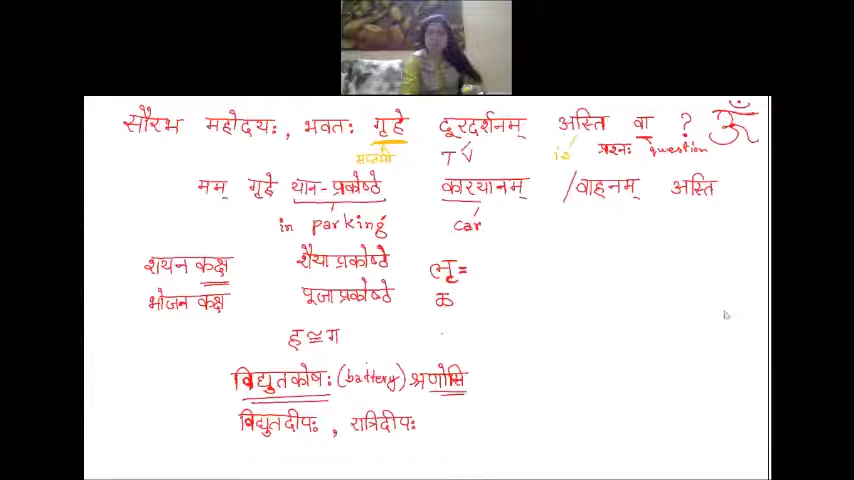 सौरभ महोदयः, भवतः गृहे दूरदर्शनम् अस्ति वा ? ॐ
सप्तमी TV is प्रश्नः question
मम् गृहे यान-प्रकोष्ठे कारयानम् /वाहनम् अस्ति
in parking car
शयन कक्ष शैया प्रकोष्ठे
भोजन कक्ष पूजा प्रकोष्ठे
ह ≅ ग
विद्युतकोषः (battery) श्रणोसि
विद्युतदीपः, रात्रिदीपः